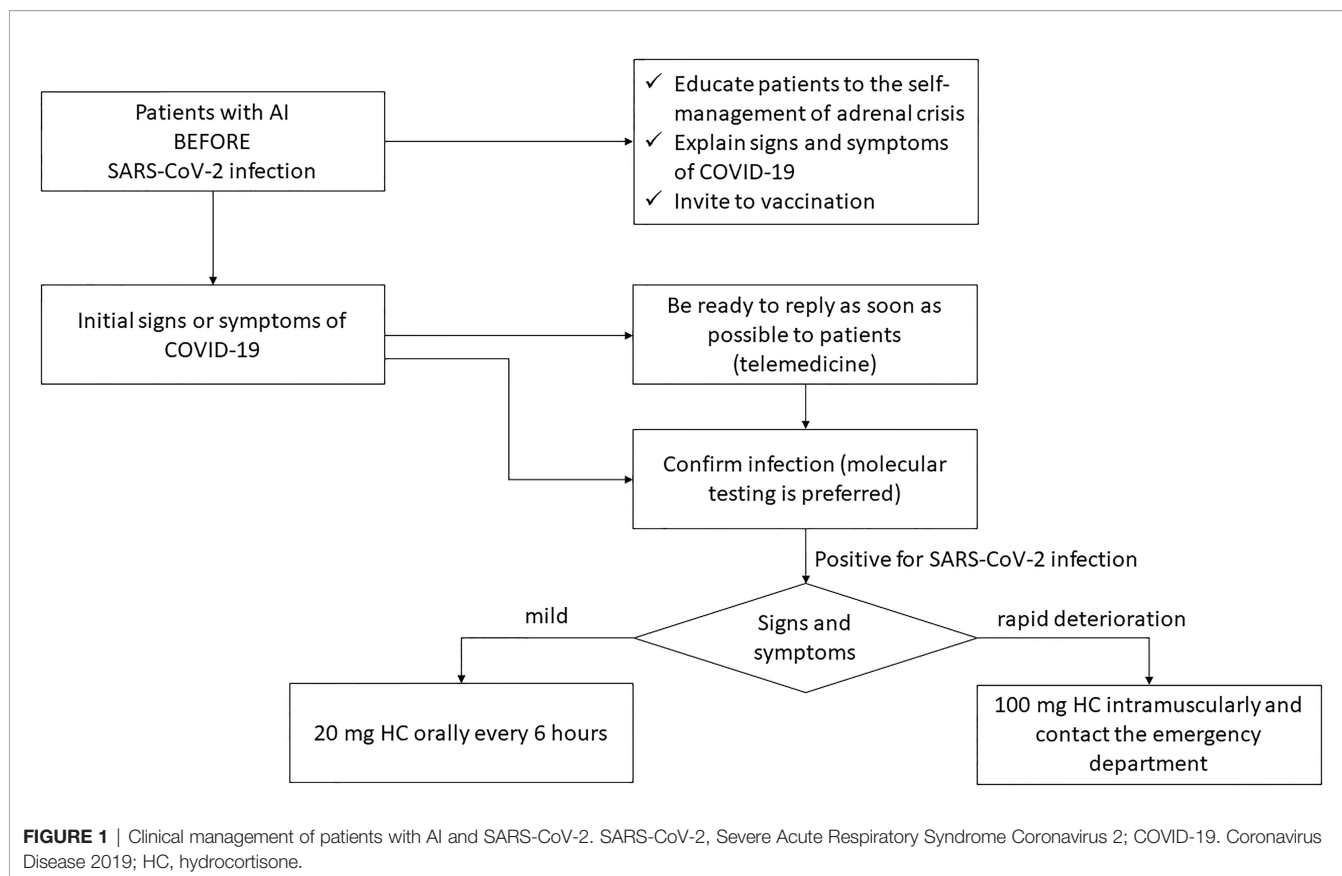 Patients with AI
BEFORE
SARS-CoV-2 infection
✓ Educate patients to the self-
management of adrenal crisis
✓ Explain signs and symptoms
of COVID-19
✓ Invite to vaccination
Initial signs or symptoms of
COVID-19
Be ready to reply as soon as
possible to patients
(telemedicine)
Confirm infection (molecular
testing is preferred)
Positive for SARS-CoV-2 infection
mild
Signs and
symptoms
rapid deterioration
20 mg HC orally every 6 hours
100 mg HC intramuscularly and
contact the emergency
department
FIGURE 1 | Clinical management of patients with AI and SARS-CoV-2. SARS-CoV-2, Severe Acute Respiratory Syndrome Coronavirus 2; COVID-19. Coronavirus
Disease 2019; HC, hydrocortisone.